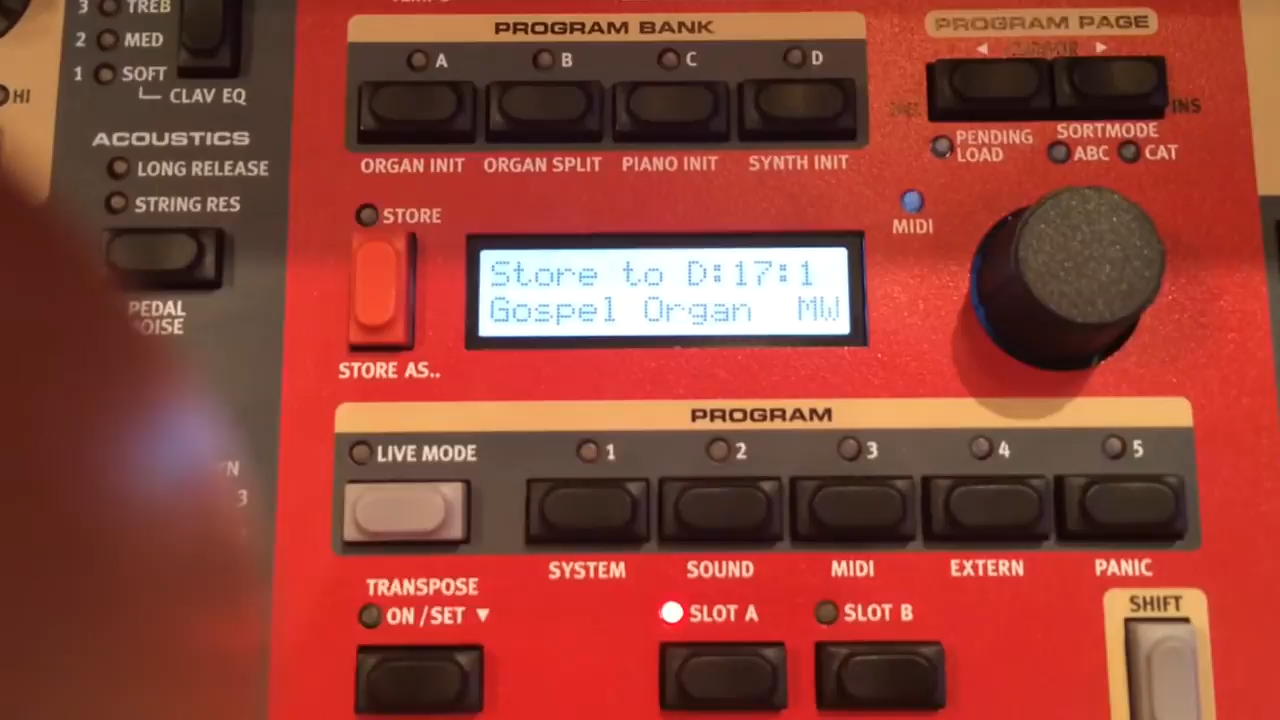 3 TREB
2 MED
1 SOFT
CLAV EQ
HI
ACOUSTICS
LONG RELEASE
STRING RES
PEDAL
PROGRAM BANK
A B C D
ORGAN INIT ORGAN SPLIT PIANO INIT SYNTH INIT
PROGRAM PAGE
INS
PENDING LOAD
SORTMODE
ABC CAT
MIDI
STORE
STORE AS..
Store to D:17:1
Gospel Organ MW
PROGRAM
LIVE MODE 1 2 3 4 5
SYSTEM SOUND MIDI EXTERN PANIC
TRANSPOSE
ON/SET ▼
SLOT A SLOT B
SHIFT